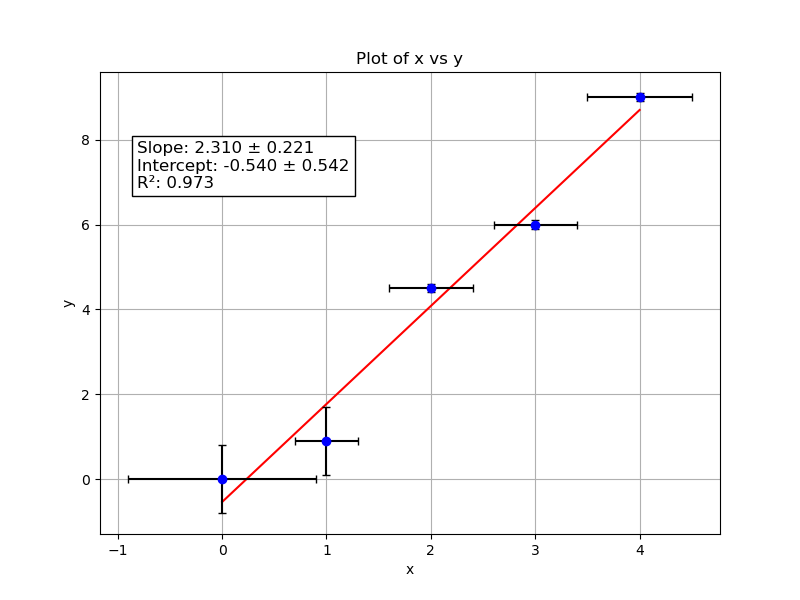 Plot of x vs y
Slope: 2.310 ± 0.221
Intercept: -0.540 ± 0.542
R²: 0.973
8
6
4
2
0
y
−1 0 1 2 3 4
x